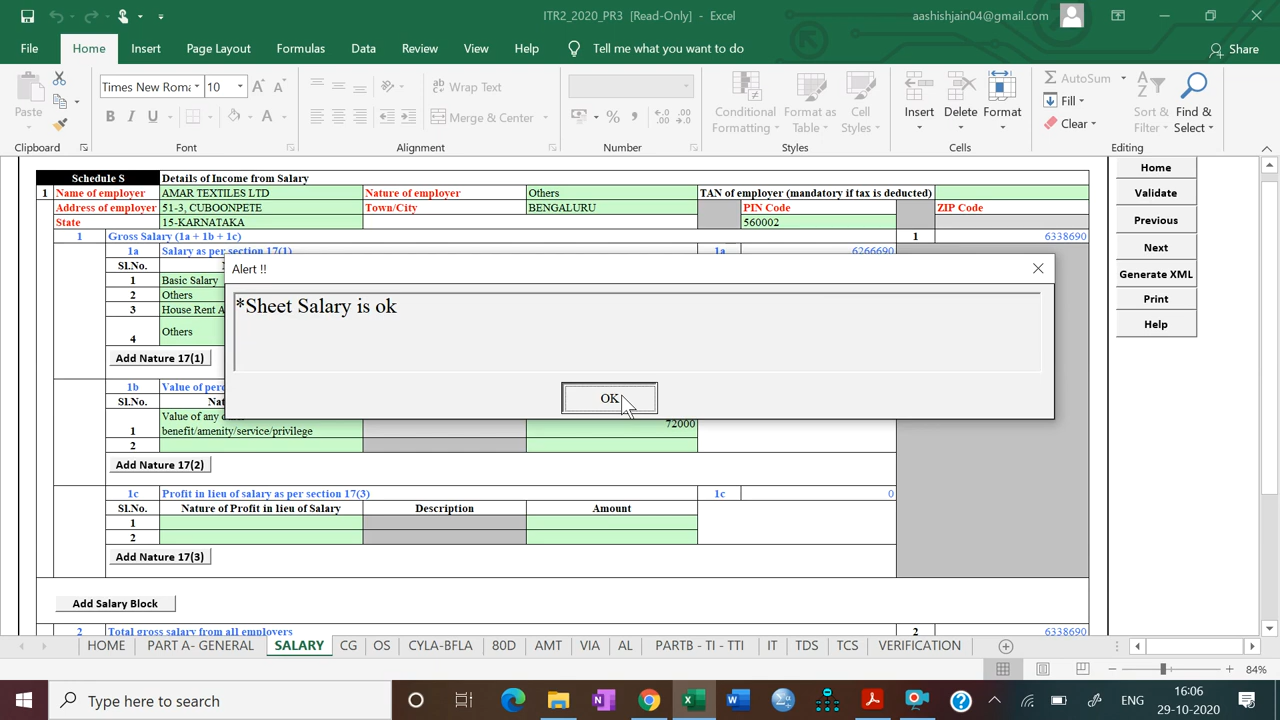 ITR2_2020_PR3 [Read-Only] - Excel
aashishjain04@gmail.com
File Home Insert Page Layout Formulas Data Review View Help Tell me what you want to do Share
Paste
Times New Roma 10
B I U
Wrap Text
Merge & Center
Conditional Formatting
Format as Table
Cell Styles
Insert Delete Format
AutoSum
Fill
Clear
Sort & Filter
Find & Select
Clipboard Font Alignment Number Styles Cells Editing
Schedule S Details of Income from Salary
1 Name of employer AMAR TEXTILES LTD Nature of employer Others TAN of employer (mandatory if tax is deducted)
Address of employer 51-3, CUBOONPETE Town/City BENGALURU PIN Code ZIP Code
State 15-KARNATAKA 560002
1 Gross Salary (1a + 1b + 1c) 1 6338690
1a Salary as per section 17(1) 1a 6266690
Sl.No.
1 Basic Salary
2 Others
3 House Rent A
4 Others
Add Nature 17(1)
Alert !!
*Sheet Salary is ok
OK
1b Value of perq
Sl.No.
1 Value of any
benefit/amenity/service/privilege
72000
2
Add Nature 17(2)
1c Profit in lieu of salary as per section 17(3) 1c 0
Sl.No. Nature of Profit in lieu of Salary Description Amount
1
2
Add Nature 17(3)
Add Salary Block
2 Total gross salary from all employers 2 6338690
Home
Validate
Previous
Next
Generate XML
Print
Help
HOME PART A- GENERAL SALARY CG OS CYLA-BFLA 80D AMT VIA AL PARTB - TI - TTI IT TDS TCS VERIFICATION
84%
Type here to search
ENG
16:06
29-10-2020